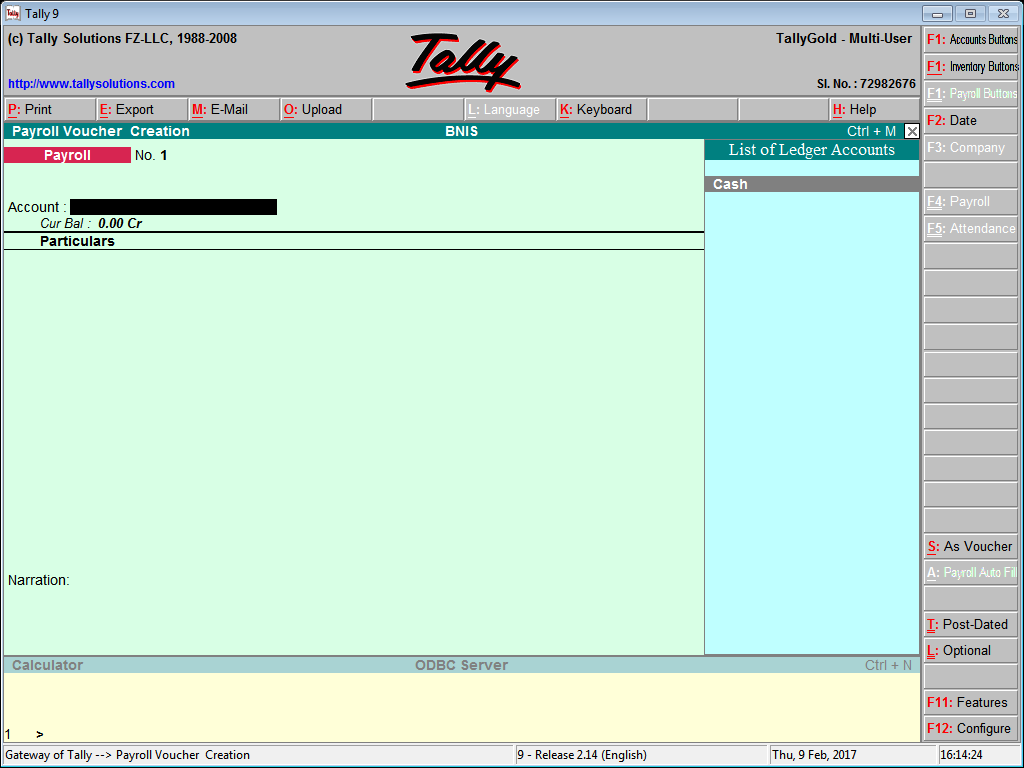 Tally 9
(c) Tally Solutions FZ-LLC, 1988-2008
Tally
TallyGold - Multi-User
http://www.tallysolutions.com
Sl. No. : 72982676
P: Print
E: Export
M: E-Mail
O: Upload
L: Language
K: Keyboard
H: Help
Payroll Voucher Creation
BNIS
Ctrl + M
Payroll No. 1
Account :
Cur Bal : 0.00 Cr
Particulars
List of Ledger Accounts
Cash
Narration:
Calculator
ODBC Server
Ctrl + N
1 >
F1: Accounts Buttons
F1: Inventory Buttons
F1: Payroll Buttons
F2: Date
F3: Company
F4: Payroll
F5: Attendance
S: As Voucher
A: Payroll Auto Fill
T: Post-Dated
L: Optional
F11: Features
F12: Configure
Gateway of Tally --> Payroll Voucher Creation
9 - Release 2.14 (English)
Thu, 9 Feb, 2017
16:14:24